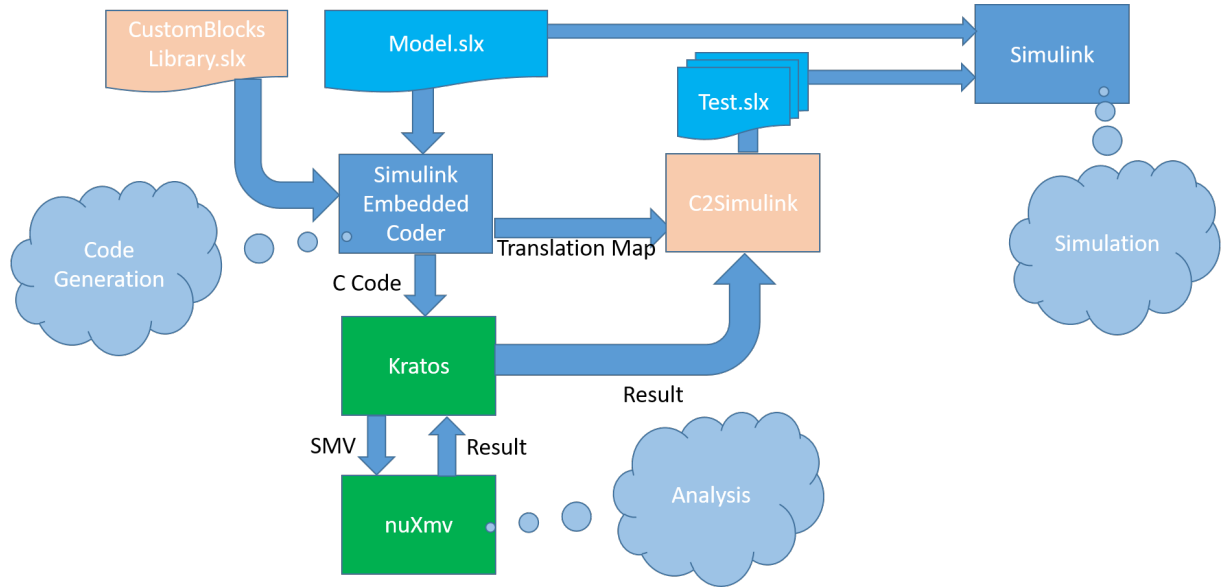 CustomBlocks
Library.slx
Model.slx
Simulink
Test.slx
Simulink
Embedded
Coder
C2Simulink
Translation Map
Code
Generation
Simulation
C Code
Kratos
Result
SMV
Result
Analysis
nuXmv